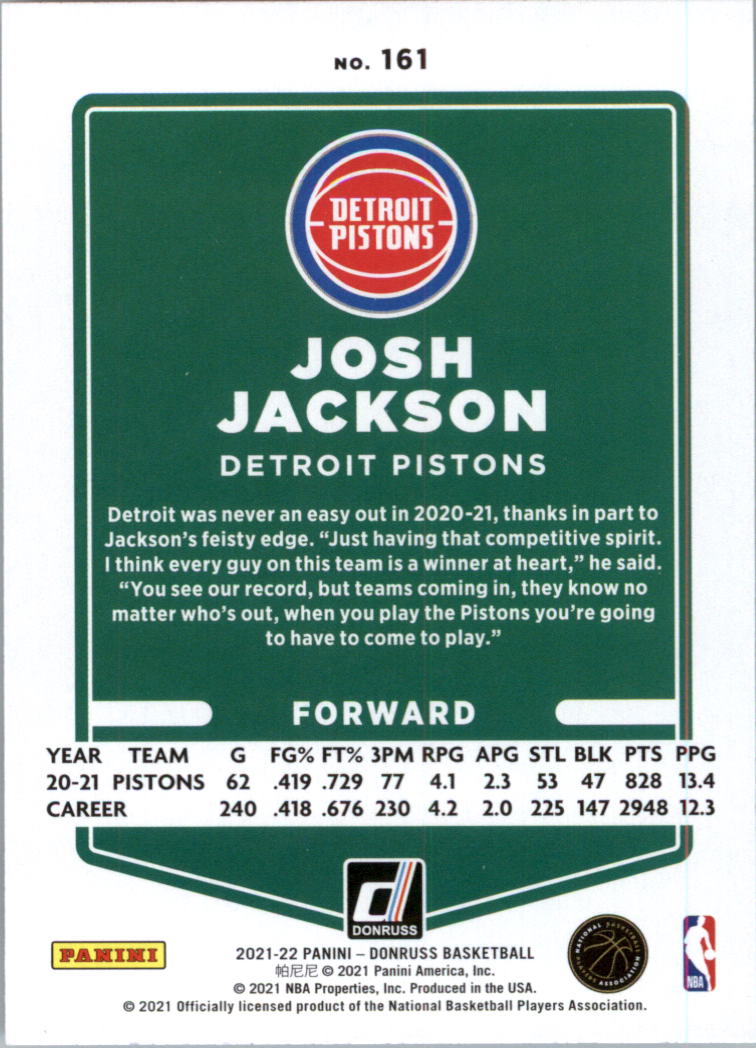 NO. 161
DETROIT
PISTONS
JOSH
JACKSON
DETROIT PISTONS
Detroit was never an easy out in 2020-21, thanks in part to
Jackson's feisty edge. “Just having that competitive spirit.
I think every guy on this team is a winner at heart,” he said.
“You see our record, but teams coming in, they know no
matter who's out, when you play the Pistons you're going
to have to come to play.”
FORWARD
YEAR TEAM G FG% FT% 3PM RPG APG STL BLK PTS PPG
20-21 PISTONS 62 .419 .729 77 4.1 2.3 53 47 828 13.4
CAREER 240 .418 .676 230 4.2 2.0 225 147 2948 12.3
DONRUSS
PANINI
2021-22 PANINI – DONRUSS BASKETBALL
帕尼尼 © 2021 Panini America, Inc.
© 2021 NBA Properties, Inc. Produced in the USA.
© 2021 Officially licensed product of the National Basketball Players Association.
NATIONAL BASKETBALL
PLAYERS ASSOCIATION
NBA